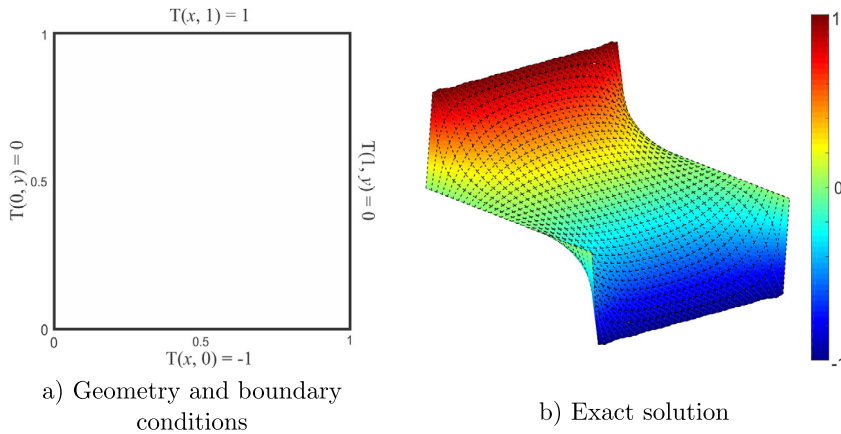 T(x, 1) = 1
1
T(0, y) = 0
0.5
T(1, y) = 0
0
0
0.5
1
T(x, 0) = -1
a) Geometry and boundary
conditions
1
0
-1
b) Exact solution